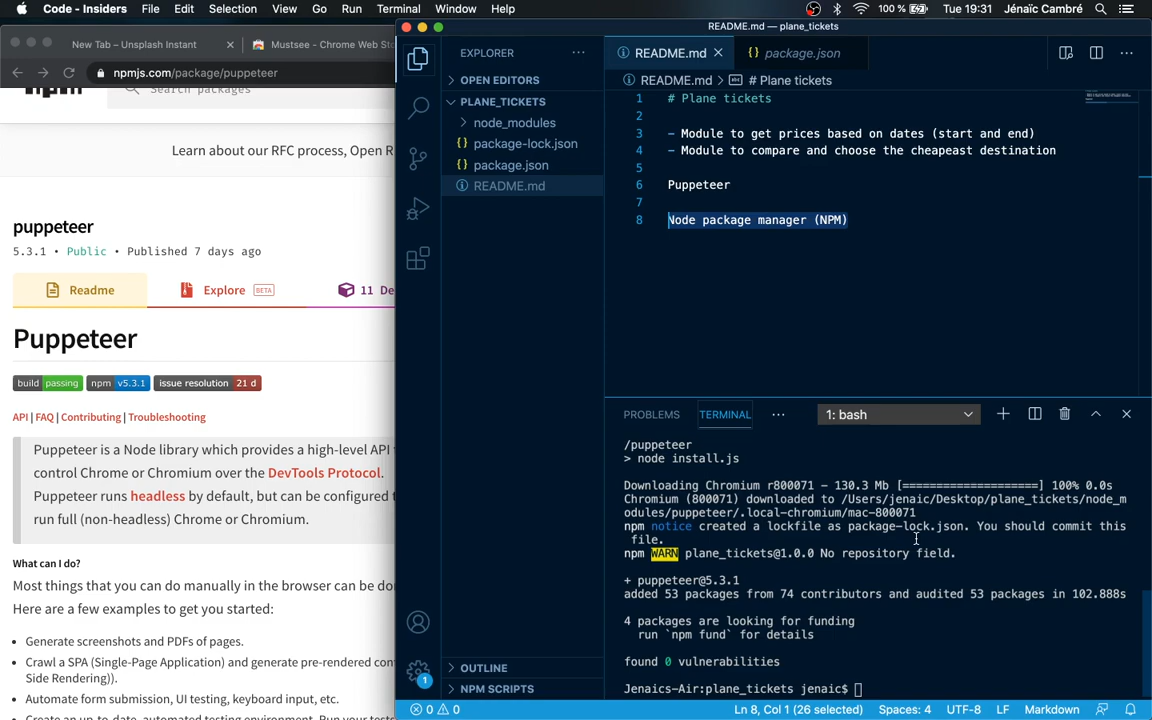 Code - Insiders File Edit Selection View Go Run Terminal Window Help 100 % Tue 19:31 Jénaïc Cambré
New Tab – Unsplash Instant
Mustsee - Chrome Web Sto
npmjs.com/package/puppeteer
npm
Search packages
Learn about our RFC process, Open R
puppeteer
5.3.1 • Public • Published 7 days ago
Readme
Explore BETA
11 De
Puppeteer
build passing npm v5.3.1 issue resolution 21 d
API | FAQ | Contributing | Troubleshooting
Puppeteer is a Node library which provides a high-level API
control Chrome or Chromium over the DevTools Protocol.
Puppeteer runs headless by default, but can be configured
run full (non-headless) Chrome or Chromium.
What can I do?
Most things that you can do manually in the browser can be do
Here are a few examples to get you started:
• Generate screenshots and PDFs of pages.
• Crawl a SPA (Single-Page Application) and generate pre-rendered con
Side Rendering)).
• Automate form submission, UI testing, keyboard input, etc.
README.md — plane_tickets
EXPLORER
OPEN EDITORS
PLANE_TICKETS
node_modules
{} package-lock.json
{} package.json
README.md
OUTLINE
NPM SCRIPTS
1
README.md
{} package.json
README.md > # Plane tickets
1 # Plane tickets
2
3 - Module to get prices based on dates (start and end)
4 - Module to compare and choose the cheapest destination
5
6 Puppeteer
7
8 Node package manager (NPM)
PROBLEMS TERMINAL ··· 1: bash
/puppeteer
> node install.js
Downloading Chromium r800071 - 130.3 Mb [====================] 100% 0.0s
Chromium (800071) downloaded to /Users/jenaic/Desktop/plane_tickets/node_m
odules/puppeteer/.local-chromium/mac-800071
npm notice created a lockfile as package-lock.json. You should commit this
file.
npm WARN plane_tickets@1.0.0 No repository field.
+ puppeteer@5.3.1
added 53 packages from 74 contributors and audited 53 packages in 102.888s
4 packages are looking for funding
run `npm fund` for details
found 0 vulnerabilities
Jenaics-Air:plane_tickets jenaic$
0 0
Ln 8, Col 1 (26 selected) Spaces: 4 UTF-8 LF Markdown